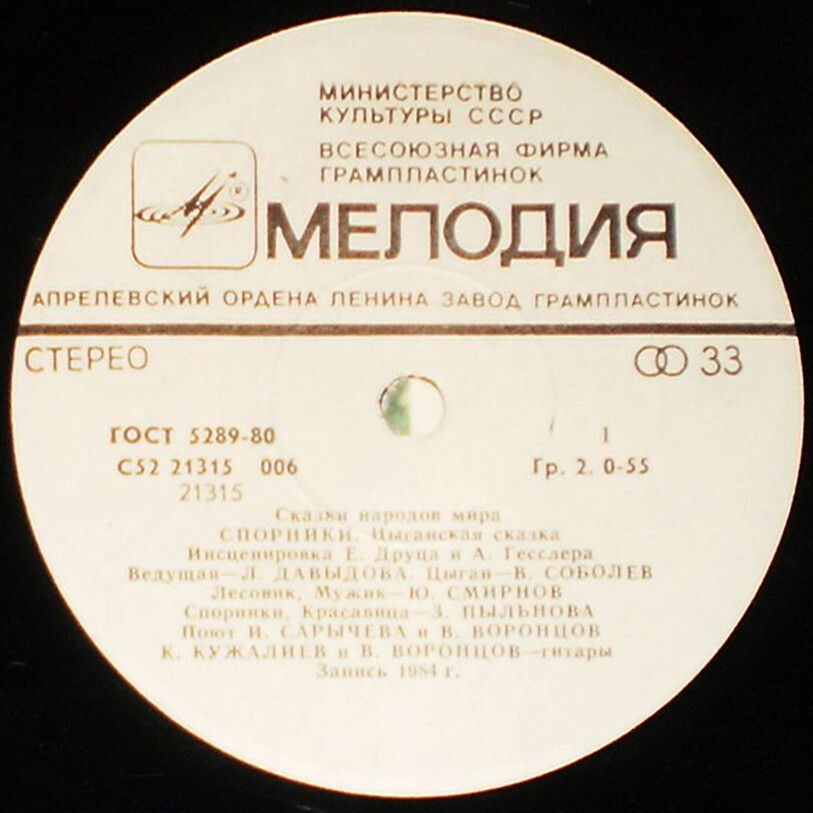 МИНИСТЕРСТВО
КУЛЬТУРЫ СССР
ВСЕСОЮЗНАЯ ФИРМА
ГРАМПЛАСТИНОК
МЕЛОДИЯ
АПРЕЛЕВСКИЙ ОРДЕНА ЛЕНИНА ЗАВОД ГРАМПЛАСТИНОК
СТЕРЕО 33
ГОСТ 5289-80 1
С52 21315 006 Гр. 2. 0-55
21315
Сказки народов мира
СПОРНИКИ. Цыганская сказка
Инсценировка Е. Друца и А. Гесслера
Ведущая—Л. ДАВЫДОВА. Цыган—В. СОБОЛЕВ
Лесовик, Мужик—Ю. СМИРНОВ
Спорники, Красавица—З. ПЫЛЬНОВА
Поют И. САРЫЧЕВА и В. ВОРОНЦОВ
К. КУЖАЛИЕВ и В. ВОРОНЦОВ—гитары
Запись 1984 г.